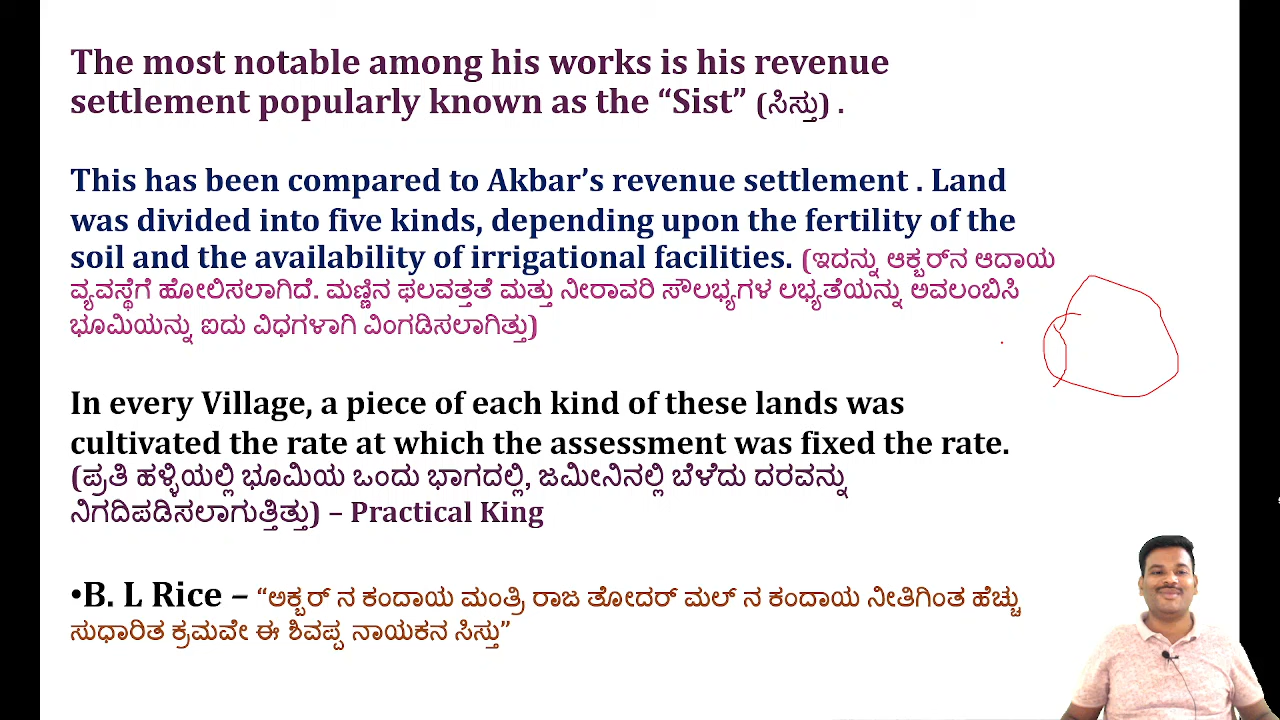 The most notable among his works is his revenue
settlement popularly known as the “Sist” (ಸಿಸ್ತು) .
This has been compared to Akbar’s revenue settlement . Land
was divided into five kinds, depending upon the fertility of the
soil and the availability of irrigational facilities. (ಇದನ್ನು ಆಕ್ಬರ್‌ನ ಆದಾಯ
ವ್ಯವಸ್ಥೆಗೆ ಹೋಲಿಸಲಾಗಿದೆ. ಮಣ್ಣಿನ ಫಲವತ್ತತೆ ಮತ್ತು ನೀರಾವರಿ ಸೌಲಭ್ಯಗಳ ಲಭ್ಯತೆಯನ್ನು ಅವಲಂಬಿಸಿ
ಭೂಮಿಯನ್ನು ಐದು ವಿಧಗಳಾಗಿ ವಿಂಗಡಿಸಲಾಗಿತ್ತು)
In every Village, a piece of each kind of these lands was
cultivated the rate at which the assessment was fixed the rate.
(ಪ್ರತಿ ಹಳ್ಳಿಯಲ್ಲಿ ಭೂಮಿಯ ಒಂದು ಭಾಗದಲ್ಲಿ, ಜಮೀನಿನಲ್ಲಿ ಬೆಳೆದು ದರವನ್ನು
ನಿಗದಿಪಡಿಸಲಾಗುತ್ತಿತ್ತು) – Practical King
•B. L Rice – “ಅಕ್ಬರ್ ನ ಕಂದಾಯ ಮಂತ್ರಿ ರಾಜ ತೋದರ್ ಮಲ್ ನ ಕಂದಾಯ ನೀತಿಗಿಂತ ಹೆಚ್ಚು
ಸುಧಾರಿತ ಕ್ರಮವೇ ಈ ಶಿವಪ್ಪ ನಾಯಕನ ಸಿಸ್ತು”